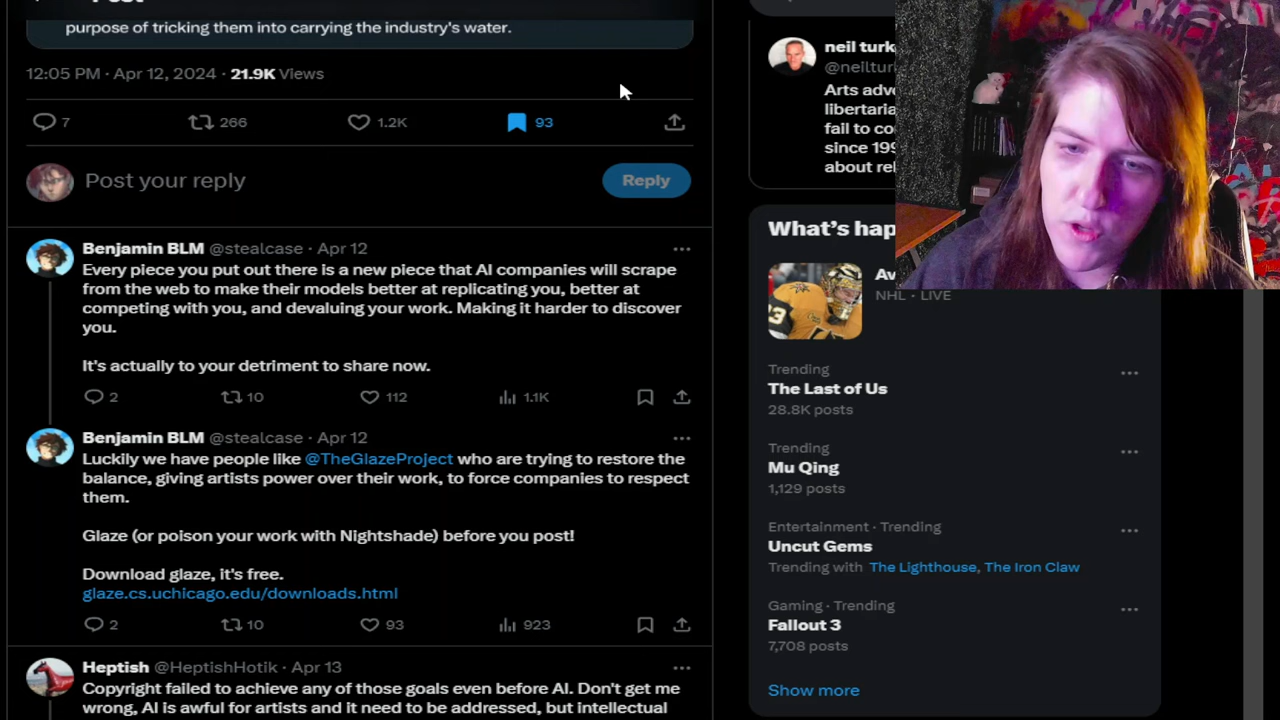 purpose of tricking them into carrying the industry's water.
12:05 PM · Apr 12, 2024 · 21.9K Views
7 266 1.2K 93
Post your reply
Reply
Benjamin BLM @stealcase · Apr 12
Every piece you put out there is a new piece that AI companies will scrape
from the web to make their models better at replicating you, better at
competing with you, and devaluing your work. Making it harder to discover
you.
It's actually to your detriment to share now.
2 10 112 1.1K
Benjamin BLM @stealcase · Apr 12
Luckily we have people like @TheGlazeProject who are trying to restore the
balance, giving artists power over their work, to force companies to respect
them.
Glaze (or poison your work with Nightshade) before you post!
Download glaze, it's free.
glaze.cs.uchicago.edu/downloads.html
2 10 93 923
Heptish @HeptishHotik · Apr 13
Copyright failed to achieve any of those goals even before AI. Don't get me
wrong, AI is awful for artists and it need to be addressed, but intellectual
neil turk
@neiltur
Arts adv
libertaria
fail to co
since 199
about rel
What's hap
Av
NHL · LIVE
Trending
The Last of Us
28.8K posts
Trending
Mu Qing
1,129 posts
Entertainment · Trending
Uncut Gems
Trending with The Lighthouse, The Iron Claw
Gaming · Trending
Fallout 3
7,708 posts
Show more